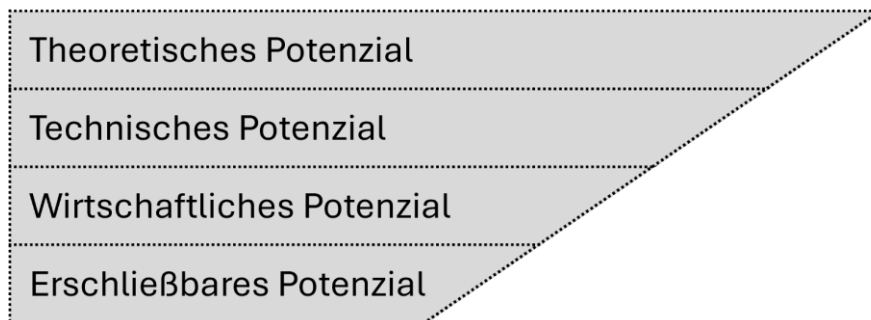 Theoretisches Potenzial
Technisches Potenzial
Wirtschaftliches Potenzial
Erschließbares Potenzial